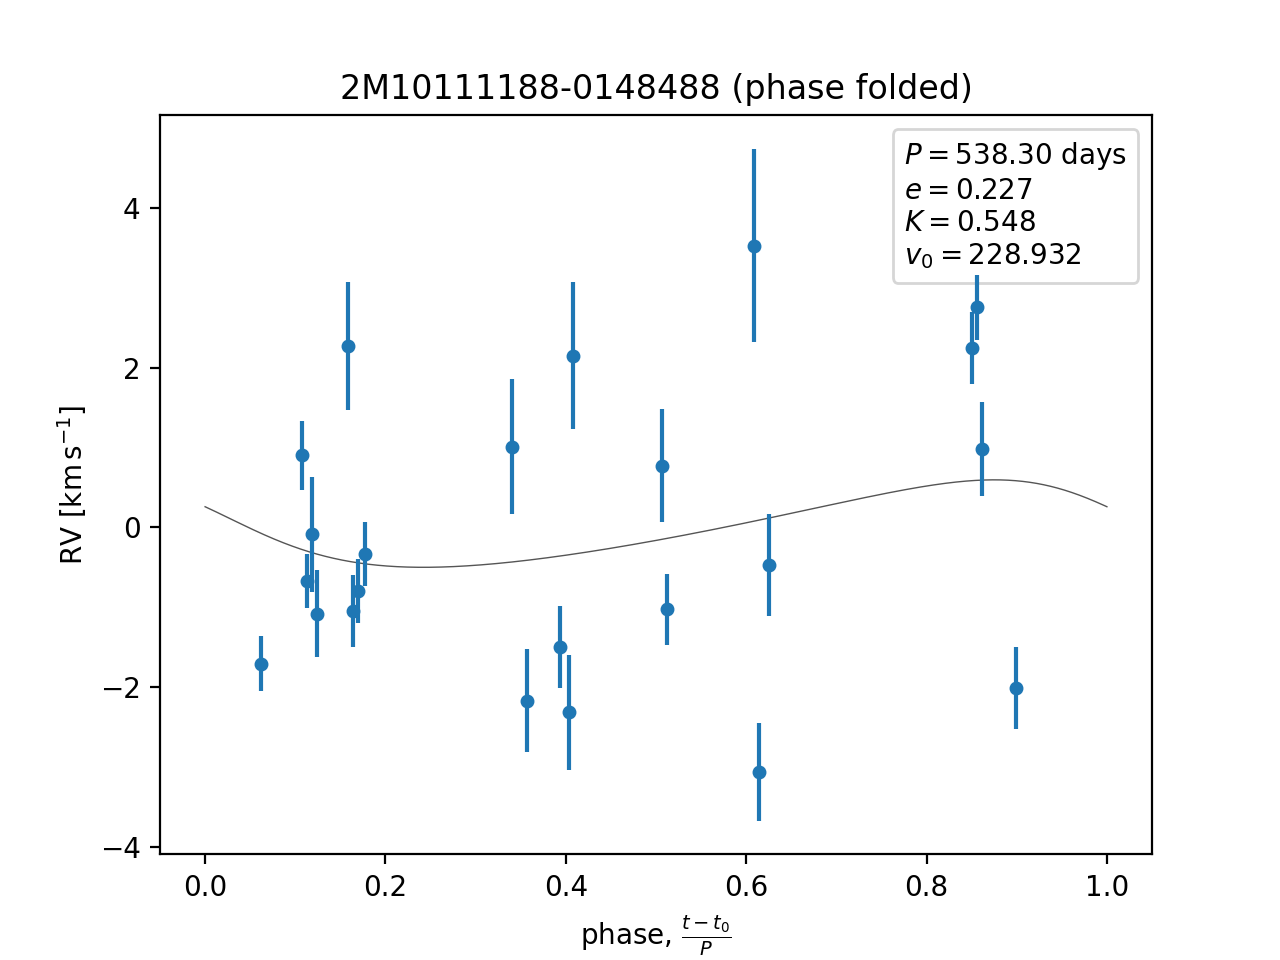 2M10111188-0148488 (phase folded)
P = 538.30 days
e = 0.227
K = 0.548
v₀ = 228.932
RV [km s⁻¹]
4
2
0
−2
−4
0.0 0.2 0.4 0.6 0.8 1.0
phase, (t − t₀)/P